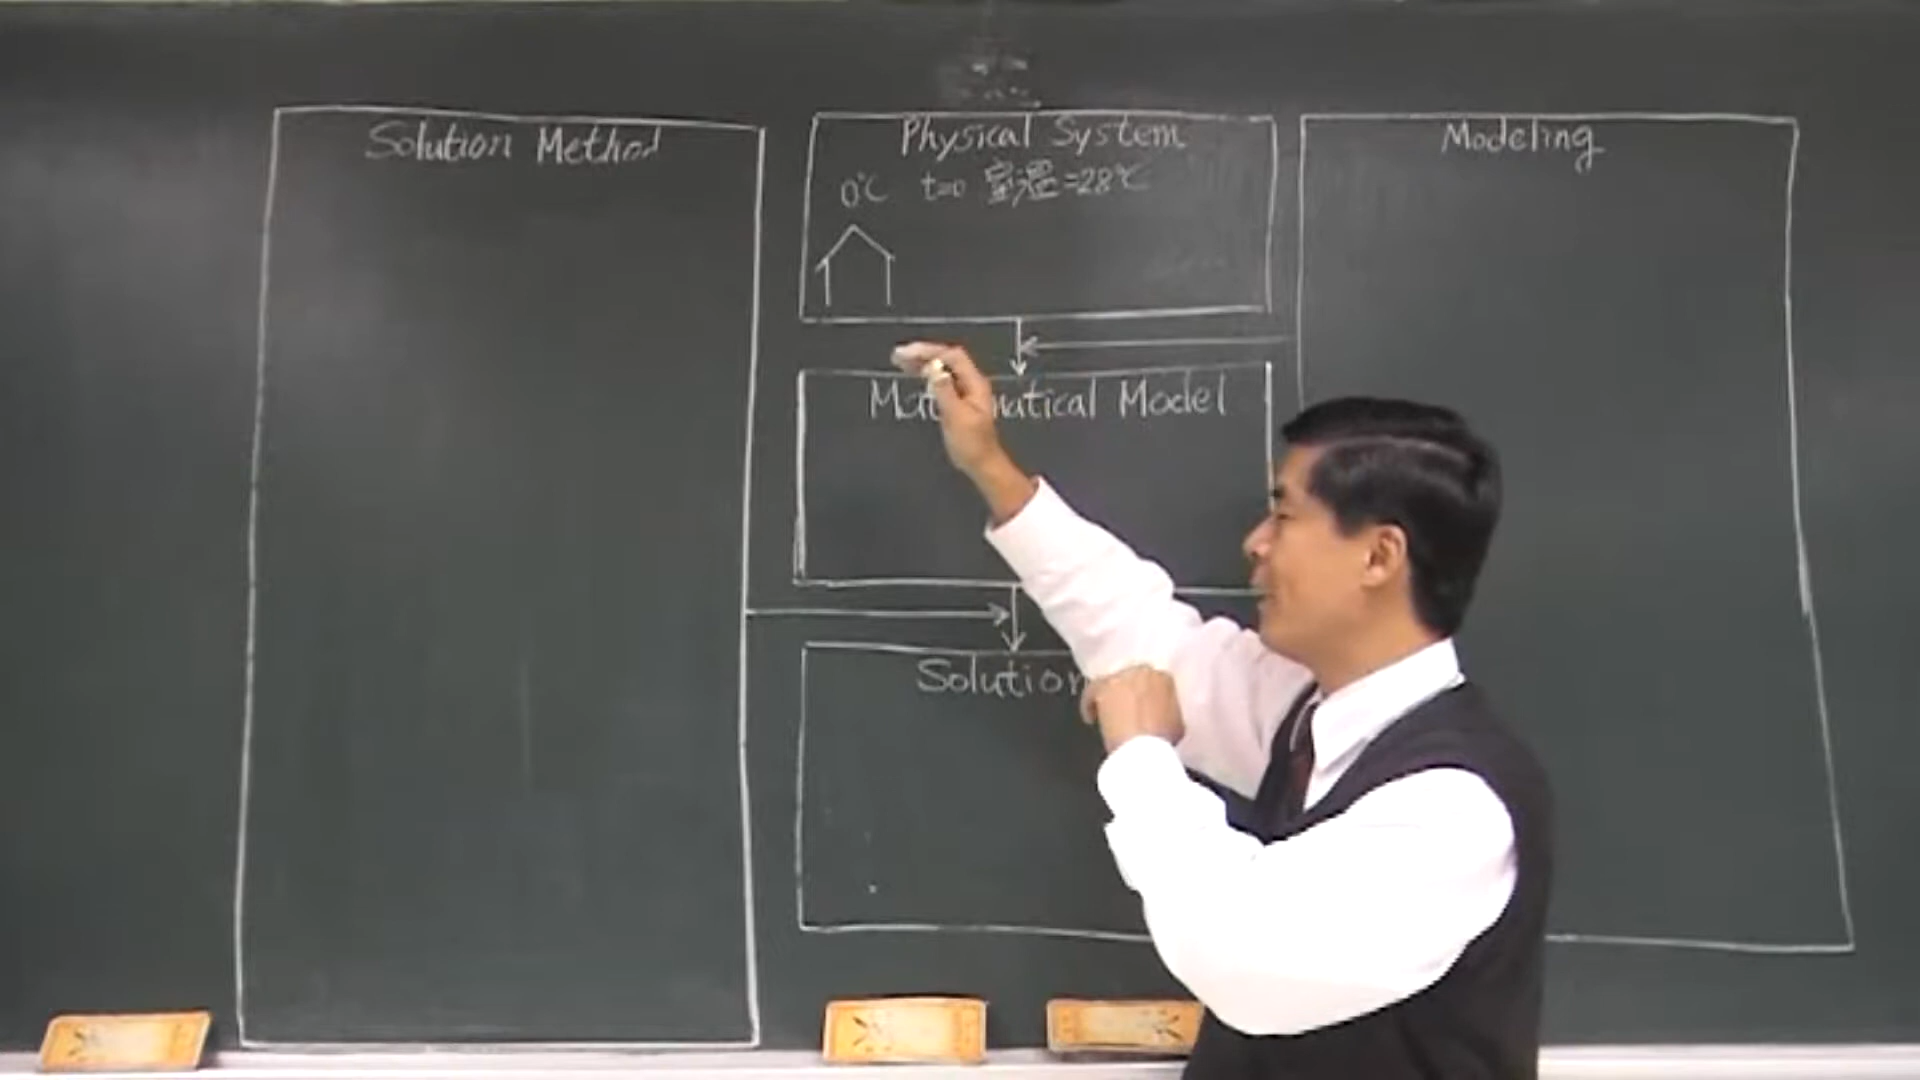 Solution Method
Physical System
0°C t=0 室溫=28℃
Modeling
Mathematical Model
Solution